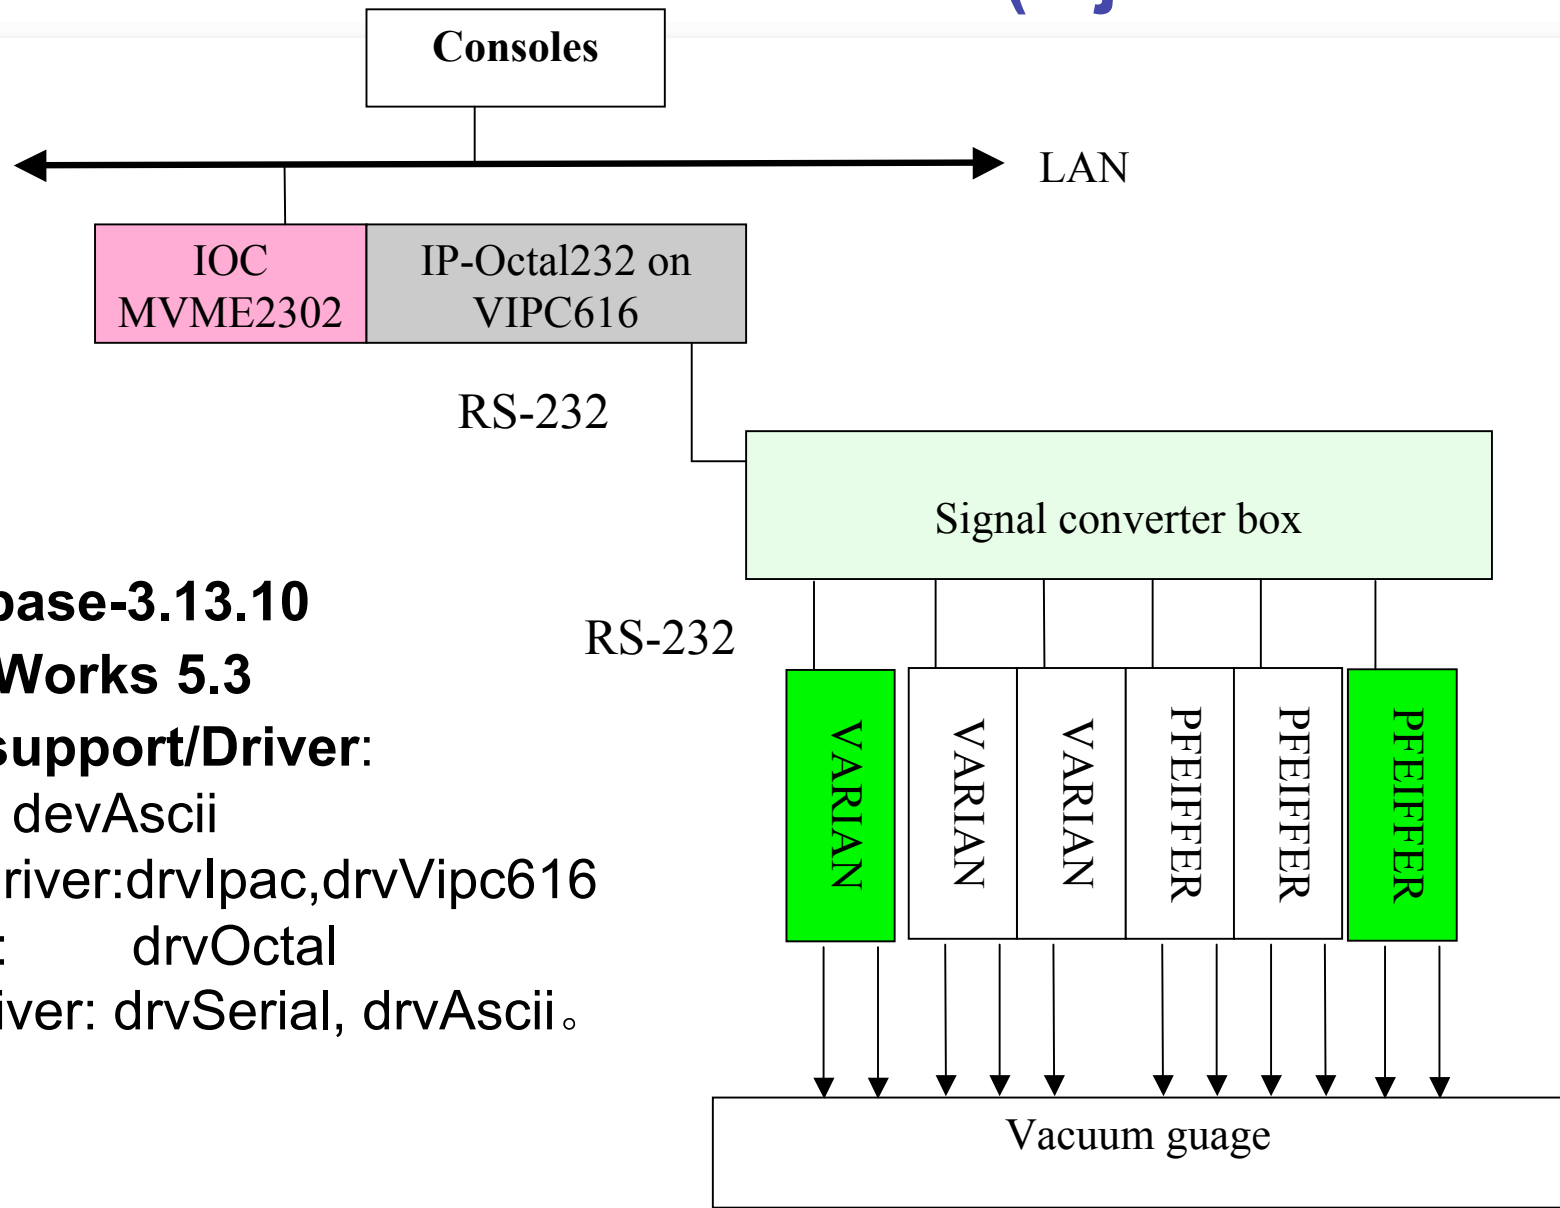 Consoles
LAN
IOC
MVME2302
IP-Octal232 on
VIPC616
RS-232
Signal converter box
base-3.13.10
Works 5.3
support/Driver:
devAscii
river:drvIpac,drvVipc616
: drvOctal
iver: drvSerial, drvAscii。
RS-232
VARIAN
VARIAN
VARIAN
PFEIFFER
PFEIFFER
PFEIFFER
Vacuum guage